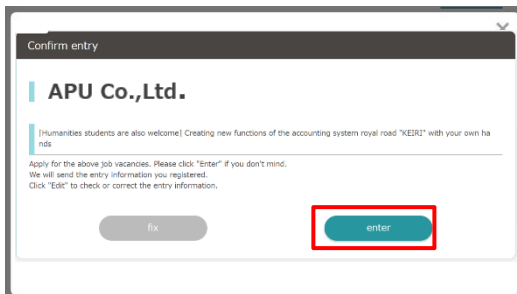 Confirm entry
APU Co.,Ltd.
[Humanities students are also welcome] Creating new functions of the accounting system royal road "KEIRI" with your own ha
nds
Apply for the above job vacancies. Please click "Enter" if you don't mind.
We will send the entry information you registered.
Click "Edit" to check or correct the entry information.
fix
enter